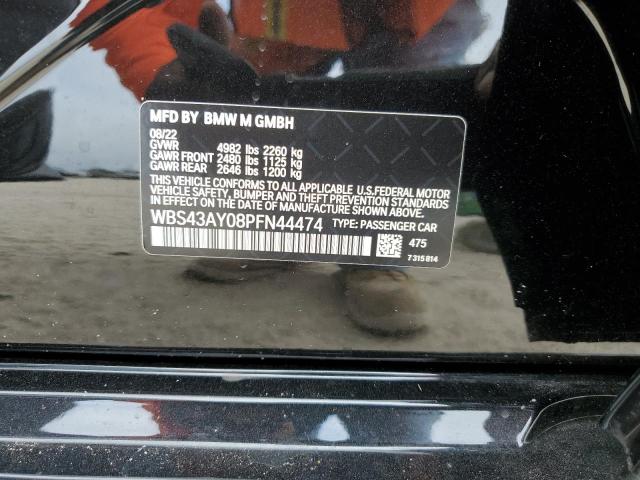 MFD BY BMW M GMBH
08/22
GVWR 4982 lbs 2260 kg
GAWR FRONT 2480 lbs 1125 kg
GAWR REAR 2646 lbs 1200 kg
THIS VEHICLE CONFORMS TO ALL APPLICABLE U.S.FEDERAL MOTOR
VEHICLE SAFETY, BUMPER AND THEFT PREVENTION STANDARDS
IN EFFECT ON THE DATE OF MANUFACTURE SHOWN ABOVE.
WBS43AY08PFN44474 TYPE: PASSENGER CAR
475
7315814